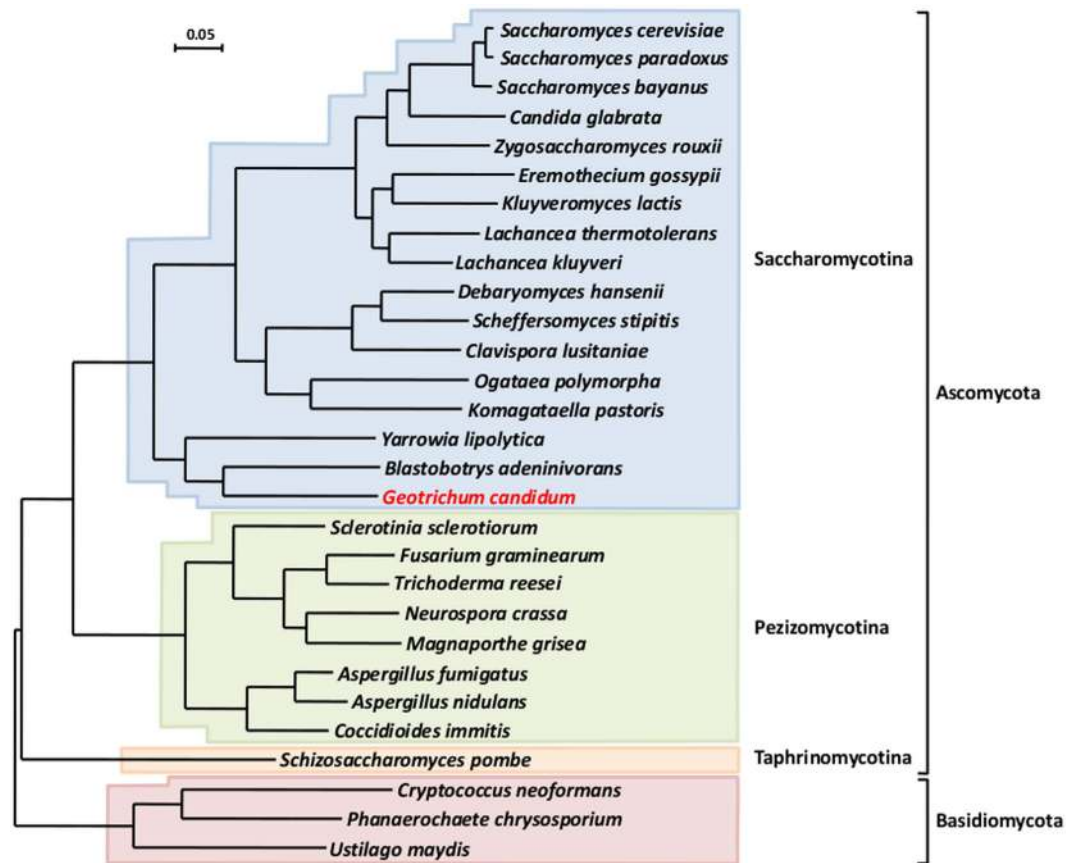 0.05
Saccharomyces cerevisiae
Saccharomyces paradoxus
Saccharomyces bayanus
Candida glabrata
Zygosaccharomyces rouxii
Eremothecium gossypii
Kluyveromyces lactis
Lachancea thermotolerans
Lachancea kluyveri
Debaryomyces hansenii
Scheffersomyces stipitis
Clavispora lusitaniae
Ogataea polymorpha
Komagataella pastoris
Yarrowia lipolytica
Blastobotrys adeninivorans
Geotrichum candidum
Saccharomycotina
Sclerotinia sclerotiorum
Fusarium graminearum
Trichoderma reesei
Neurospora crassa
Magnaporthe grisea
Aspergillus fumigatus
Aspergillus nidulans
Coccidioides immitis
Pezizomycotina
Schizosaccharomyces pombe
Taphrinomycotina
Ascomycota
Cryptococcus neoformans
Phanaerochaete chrysosporium
Ustilago maydis
Basidiomycota